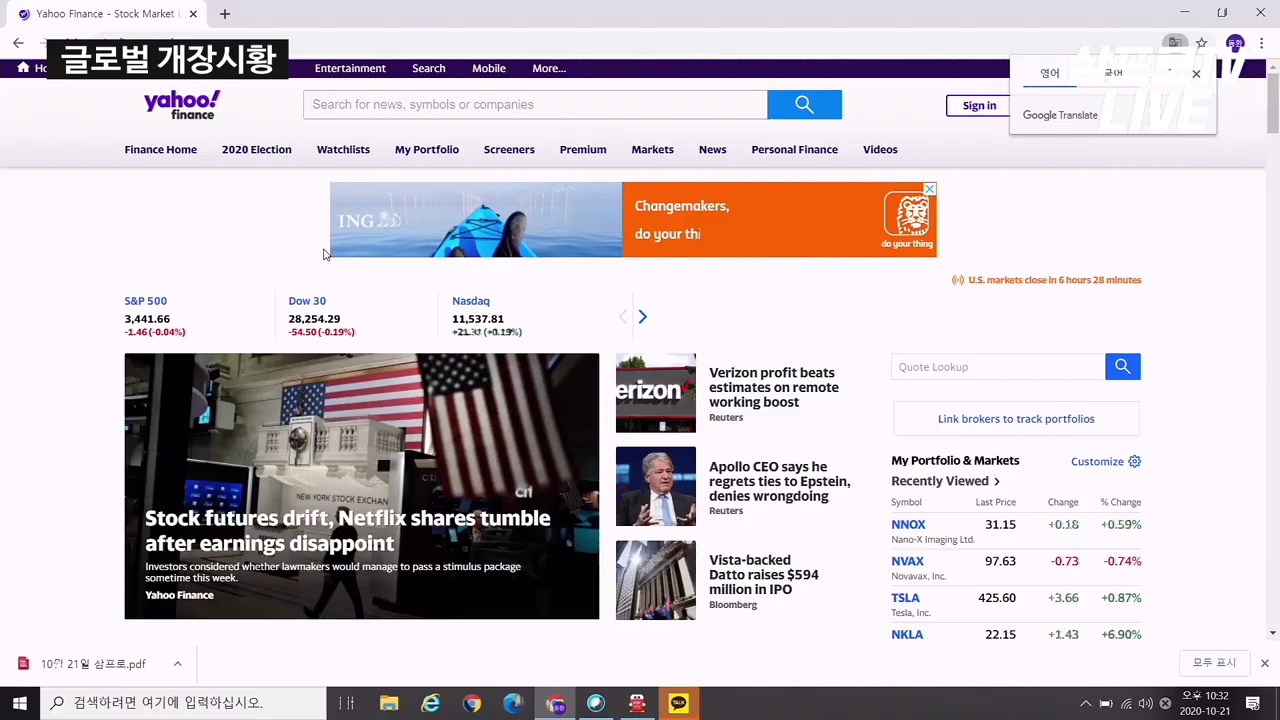 Yahoo Finance - Stock Market
글로벌 개장시황
Entertainment
Search
Mobile
More...
영어
Google Translate
LIVE
yahoo!
finance
Search for news, symbols or companies
Sign in
Finance Home
2020 Election
Watchlists
My Portfolio
Screeners
Premium
Markets
News
Personal Finance
Videos
ING
Changemakers,
do your thi
do your thing
U.S. markets close in 6 hours 28 minutes
S&P 500
3,441.66
-1.46 (-0.04%)
Dow 30
28,254.29
-54.50 (-0.19%)
Nasdaq
11,537.81
NEW YORK STOCK EXCHAN
citi
Stock futures drift, Netflix shares tumble
after earnings disappoint
Investors considered whether lawmakers would manage to pass a stimulus package
sometime this week.
Yahoo Finance
erizon
Verizon profit beats
estimates on remote
working boost
Reuters
Apollo CEO says he
regrets ties to Epstein,
denies wrongdoing
Reuters
Vista-backed
Datto raises $594
million in IPO
Bloomberg
Quote Lookup
Link brokers to track portfolios
My Portfolio & Markets
Customize
Recently Viewed
Symbol Last Price Change % Change
NNOX 31.15 +0.18 +0.59%
Nano-X Imaging Ltd.
NVAX 97.63 -0.73 -0.74%
Novavax, Inc.
TSLA 425.60 +3.66 +0.87%
Tesla, Inc.
NKLA 22.15 +1.43 +6.90%
21일 삼프로.pdf
모두 표시
검색하려면 여기에 입력하십시오.
TALK
오후 10:32
2020-10-21